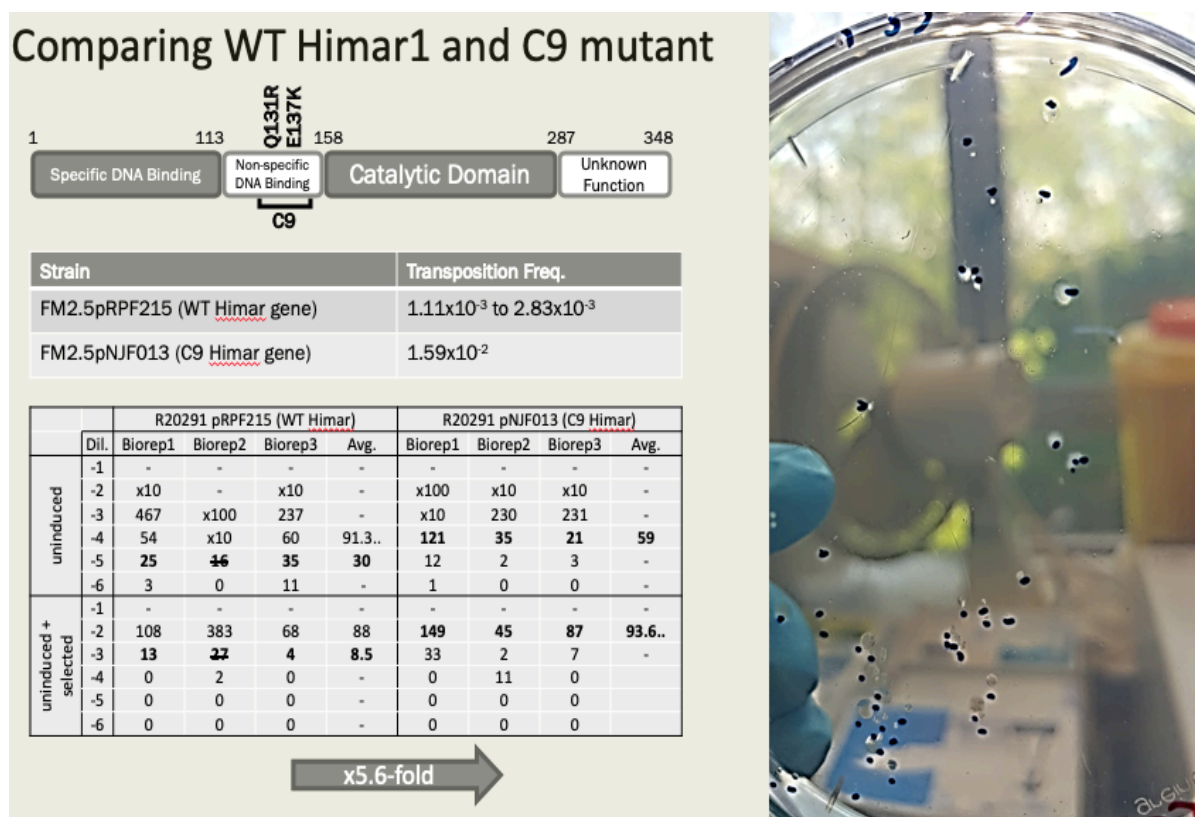 Comparing WT Himar1 and C9 mutant
Q131R
E137K
1 113 158 287 348
Specific DNA Binding
Non-specific
DNA Binding
Catalytic Domain
Unknown
Function
C9
Strain Transposition Freq.
FM2.5pRPF215 (WT Himar gene) 1.11x10-3 to 2.83x10-3
FM2.5pNJF013 (C9 Himar gene) 1.59x10-2
R20291 pRPF215 (WT Himar) R20291 pNJF013 (C9 Himar)
Dil. Biorep1 Biorep2 Biorep3 Avg. Biorep1 Biorep2 Biorep3 Avg.
uninduced
-1 - - - - - - - -
-2 x10 - x10 - x100 x10 x10 -
-3 467 x100 237 - x10 230 231 -
-4 54 x10 60 91.3.. 121 35 21 59
-5 25 16 35 30 12 2 3 -
-6 3 0 11 - 1 0 0 -
uninduced +
selected
-1 - - - - - - - -
-2 108 383 68 88 149 45 87 93.6..
-3 13 27 4 8.5 33 2 7 -
-4 0 2 0 - 0 11 0
-5 0 0 0 - 0 0 0
-6 0 0 0 - 0 0 0
x5.6-fold